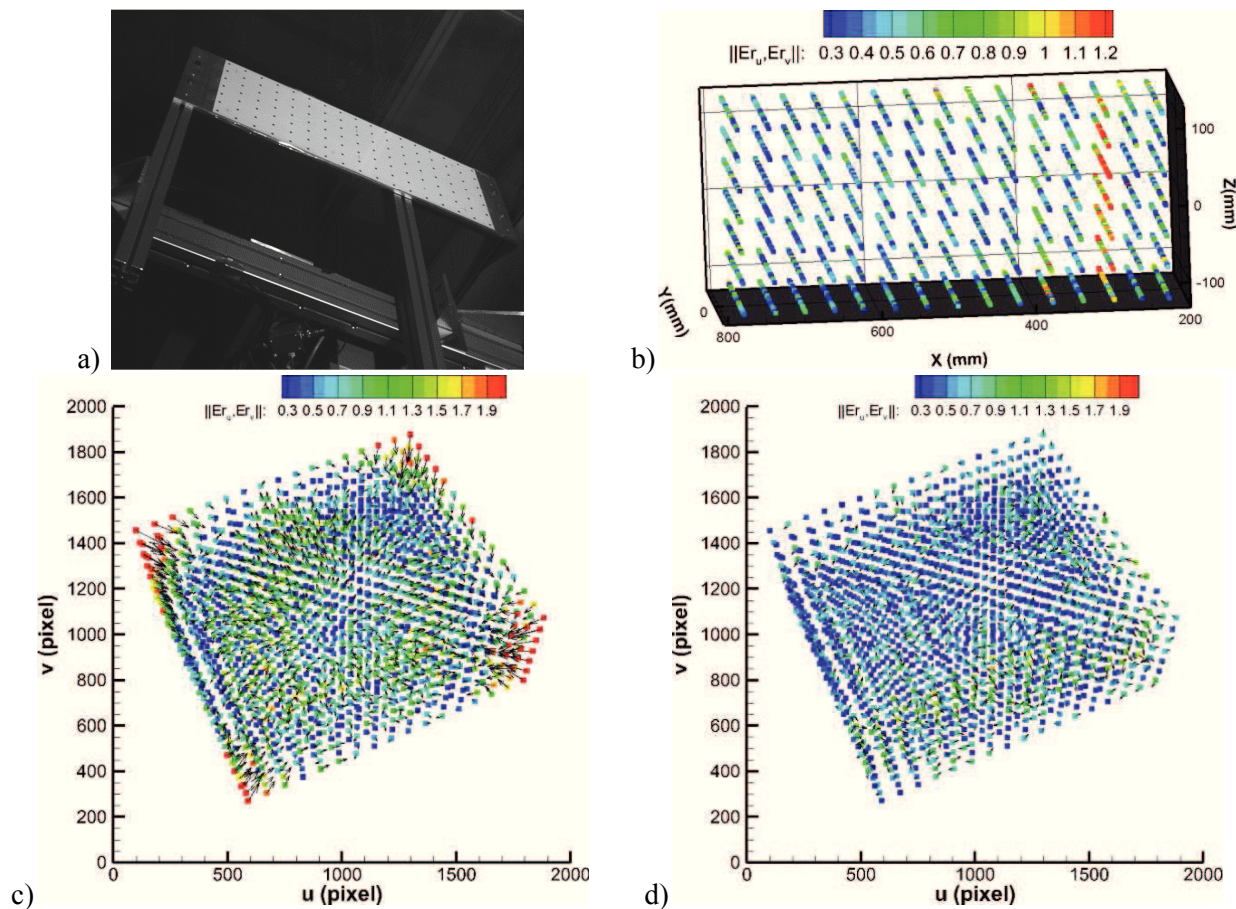 ||Er_u,Er_v||: 0.3 0.4 0.5 0.6 0.7 0.8 0.9 1 1.1 1.2
100
0
-100
Z(mm)
Y(mm)
0
800 600 400 200
X (mm)
a)
b)
||Er_u,Er_v||: 0.3 0.5 0.7 0.9 1.1 1.3 1.5 1.7 1.9
2000
1800
1600
1400
1200
1000
800
600
400
200
0
v (pixel)
0 500 1000 1500 2000
u (pixel)
c)
||Er_u,Er_v||: 0.3 0.5 0.7 0.9 1.1 1.3 1.5 1.7 1.9
2000
1800
1600
1400
1200
1000
800
600
400
200
0
v (pixel)
0 500 1000 1500 2000
u (pixel)
d)